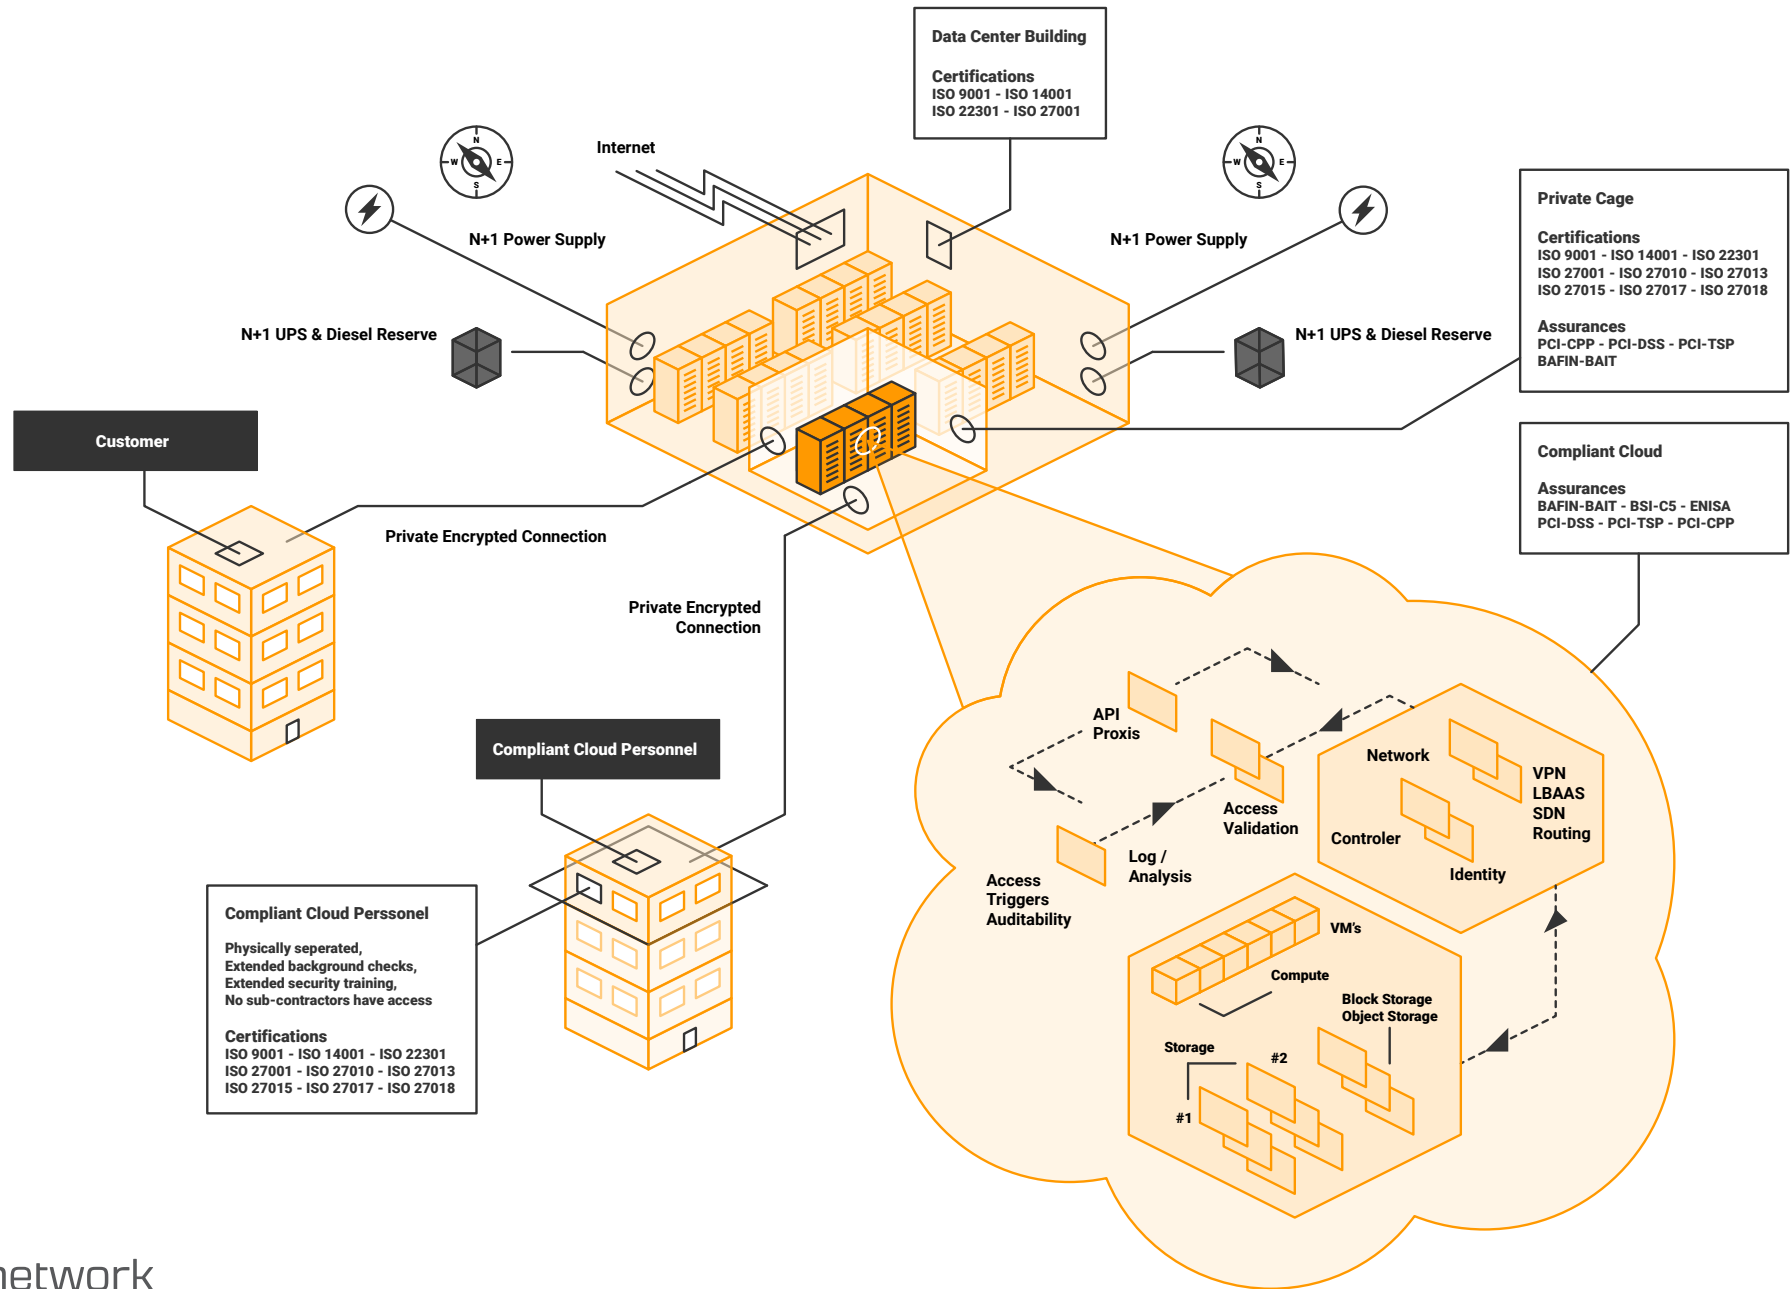 Data Center Building
Certifications
ISO 9001 - ISO 14001
ISO 22301 - ISO 27001
N
W
E
S
Internet
N
W
E
S
N+1 Power Supply
N+1 Power Supply
N+1 UPS & Diesel Reserve
N+1 UPS & Diesel Reserve
Private Cage
Certifications
ISO 9001 - ISO 14001 - ISO 22301
ISO 27001 - ISO 27010 - ISO 27013
ISO 27015 - ISO 27017 - ISO 27018
Assurances
PCI-CPP - PCI-DSS - PCI-TSP
BAFIN-BAIT
Customer
Compliant Cloud
Assurances
BAFIN-BAIT - BSI-C5 - ENISA
PCI-DSS - PCI-TSP - PCI-CPP
Private Encrypted Connection
Private Encrypted
Connection
Compliant Cloud Personnel
Compliant Cloud Perssonel
Physically seperated,
Extended background checks,
Extended security training,
No sub-contractors have access
Certifications
ISO 9001 - ISO 14001 - ISO 22301
ISO 27001 - ISO 27010 - ISO 27013
ISO 27015 - ISO 27017 - ISO 27018
API
Proxis
Access
Validation
Log /
Analysis
Access
Triggers
Auditability
Network
VPN
LBAAS
SDN
Routing
Controler
Identity
VM's
Compute
Block Storage
Object Storage
Storage
#2
#1
network